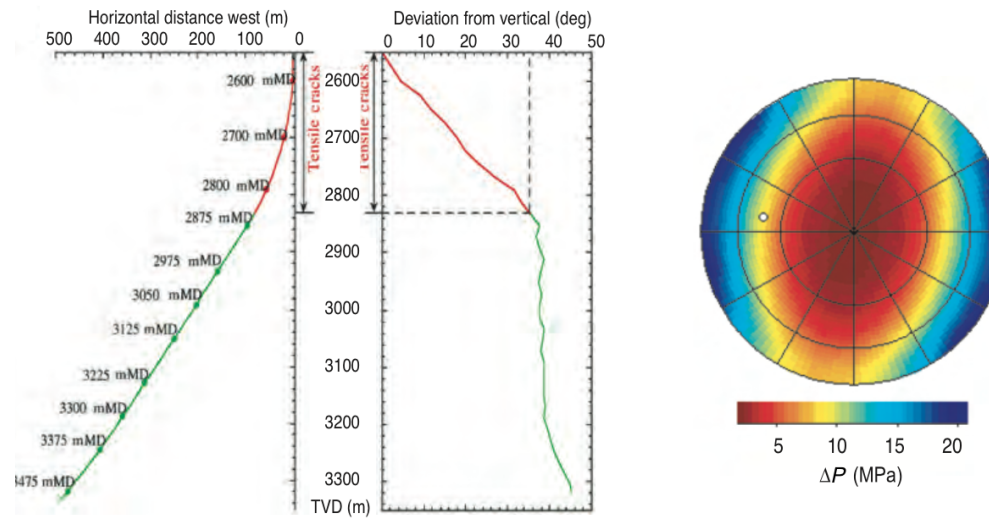 Horizontal distance west (m)
500 400 300 200 100 0
2600 mMD
2700 mMD
2800 mMD
2875 mMD
2975 mMD
3050 mMD
3125 mMD
3225 mMD
3300 mMD
3375 mMD
3475 mMD
Tensile cracks
Tensile cracks
Deviation from vertical (deg)
0 10 20 30 40 50
2600
2700
2800
2900
3000
3100
3200
3300
TVD (m)
5 10 15 20
ΔP (MPa)